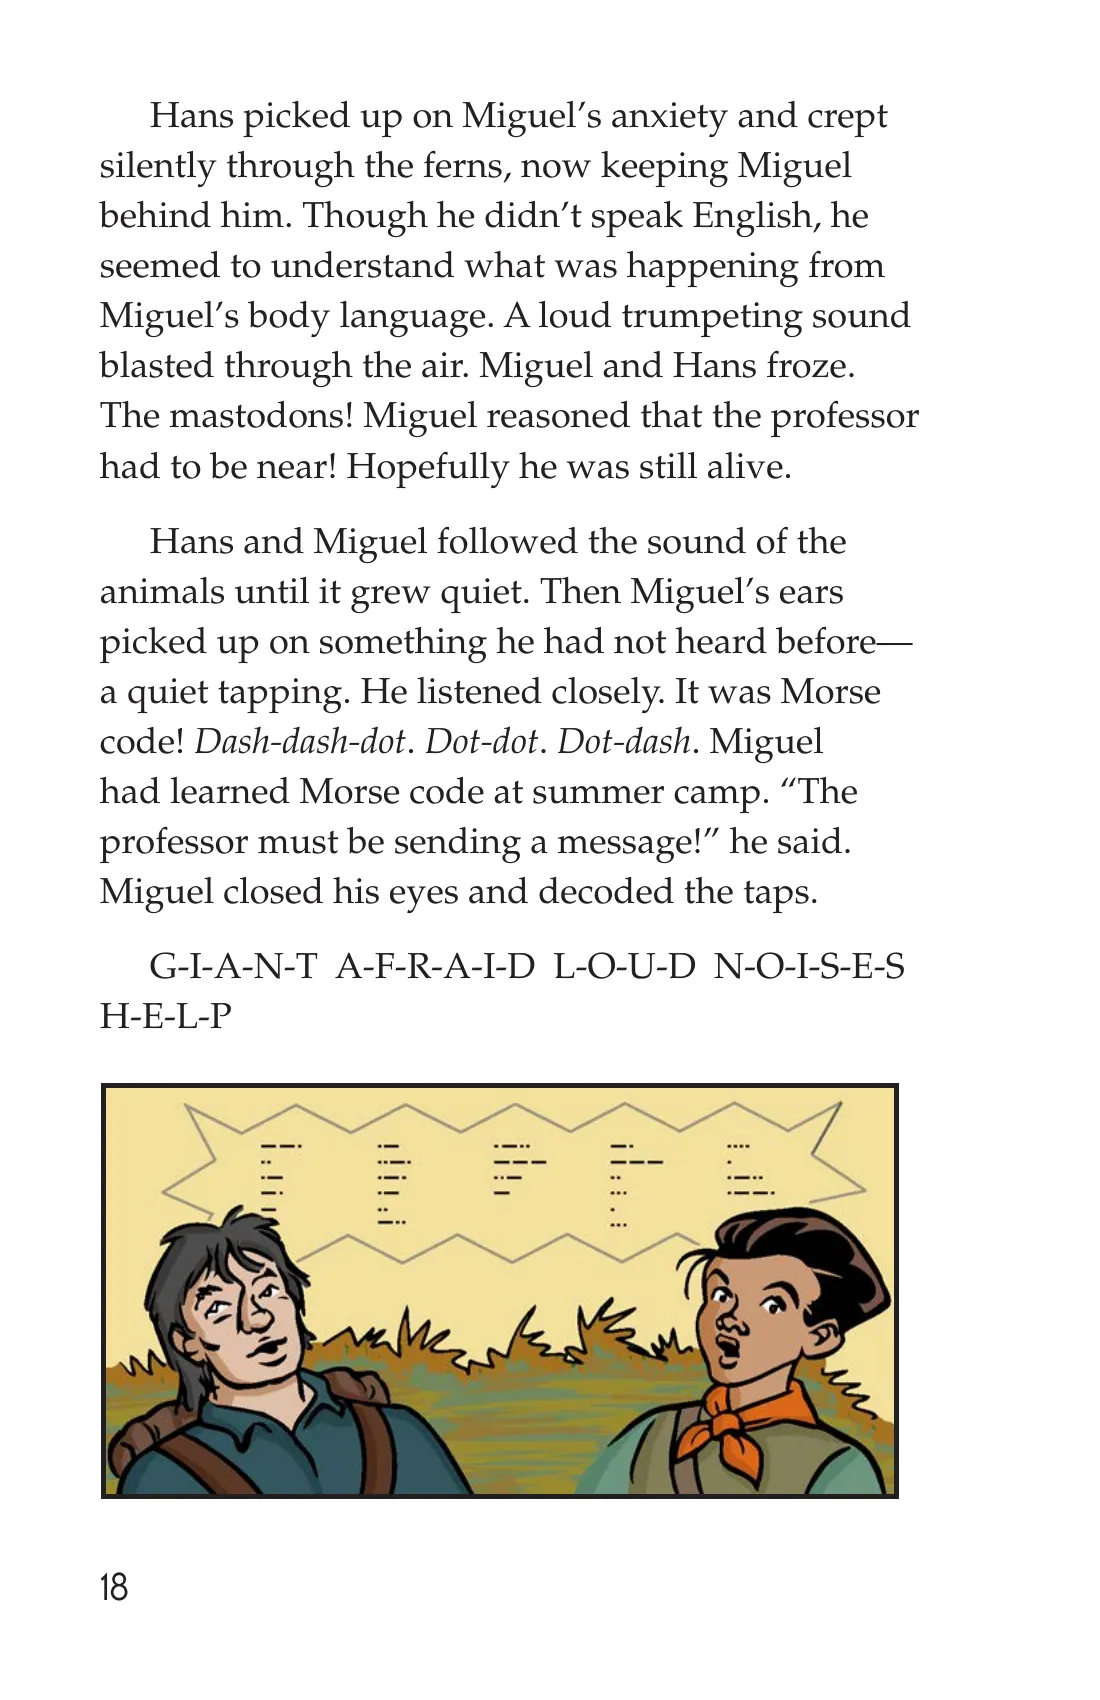 Hans picked up on Miguel’s anxiety and crept
silently through the ferns, now keeping Miguel
behind him. Though he didn’t speak English, he
seemed to understand what was happening from
Miguel’s body language. A loud trumpeting sound
blasted through the air. Miguel and Hans froze.
The mastodons! Miguel reasoned that the professor
had to be near! Hopefully he was still alive.
Hans and Miguel followed the sound of the
animals until it grew quiet. Then Miguel’s ears
picked up on something he had not heard before—
a quiet tapping. He listened closely. It was Morse
code! Dash-dash-dot. Dot-dot. Dot-dash. Miguel
had learned Morse code at summer camp. “The
professor must be sending a message!” he said.
Miguel closed his eyes and decoded the taps.
G-I-A-N-T A-F-R-A-I-D L-O-U-D N-O-I-S-E-S
H-E-L-P
18